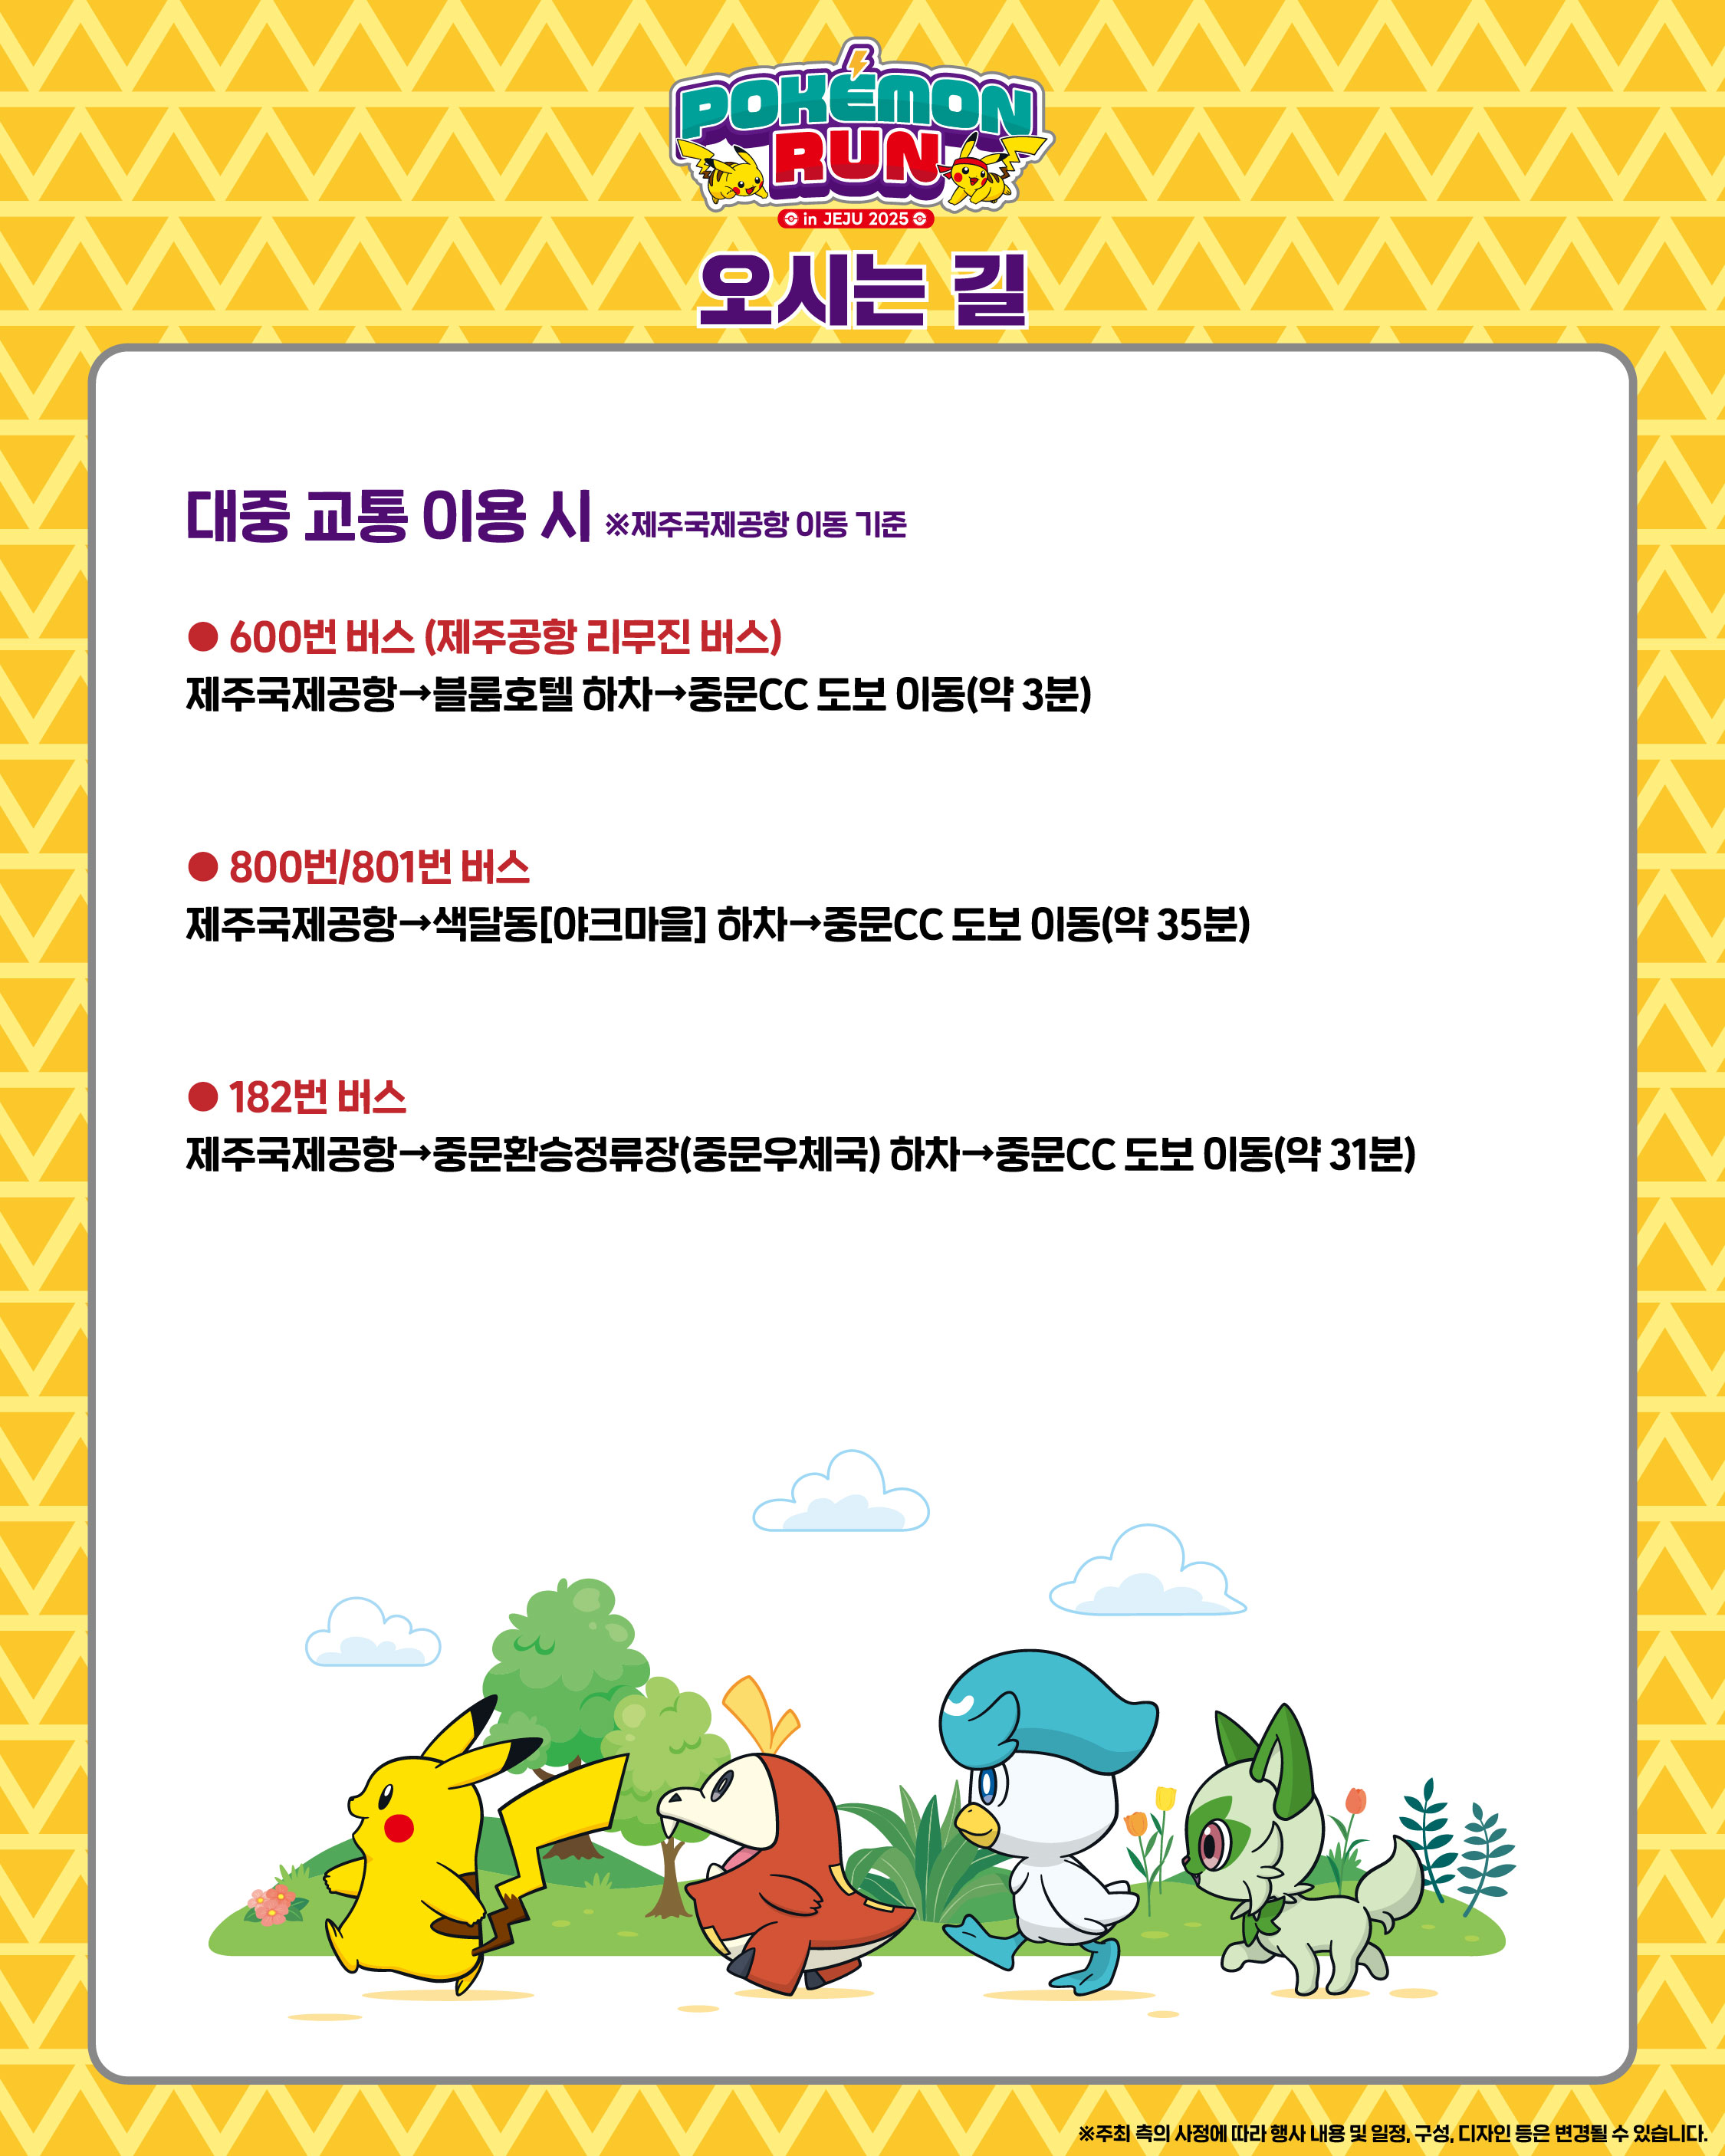 POKÉMON
RUN
in JEJU 2025
오시는 길
대중 교통 이용 시 ※제주국제공항 이동 기준
● 600번 버스 (제주공항 리무진 버스)
제주국제공항→블룸호텔 하차→중문CC 도보 이동(약 3분)
● 800번/801번 버스
제주국제공항→색달동[야크마을] 하차→중문CC 도보 이동(약 35분)
● 182번 버스
제주국제공항→중문환승정류장(중문우체국) 하차→중문CC 도보 이동(약 31분)
※주최 측의 사정에 따라 행사 내용 및 일정, 구성, 디자인 등은 변경될 수 있습니다.